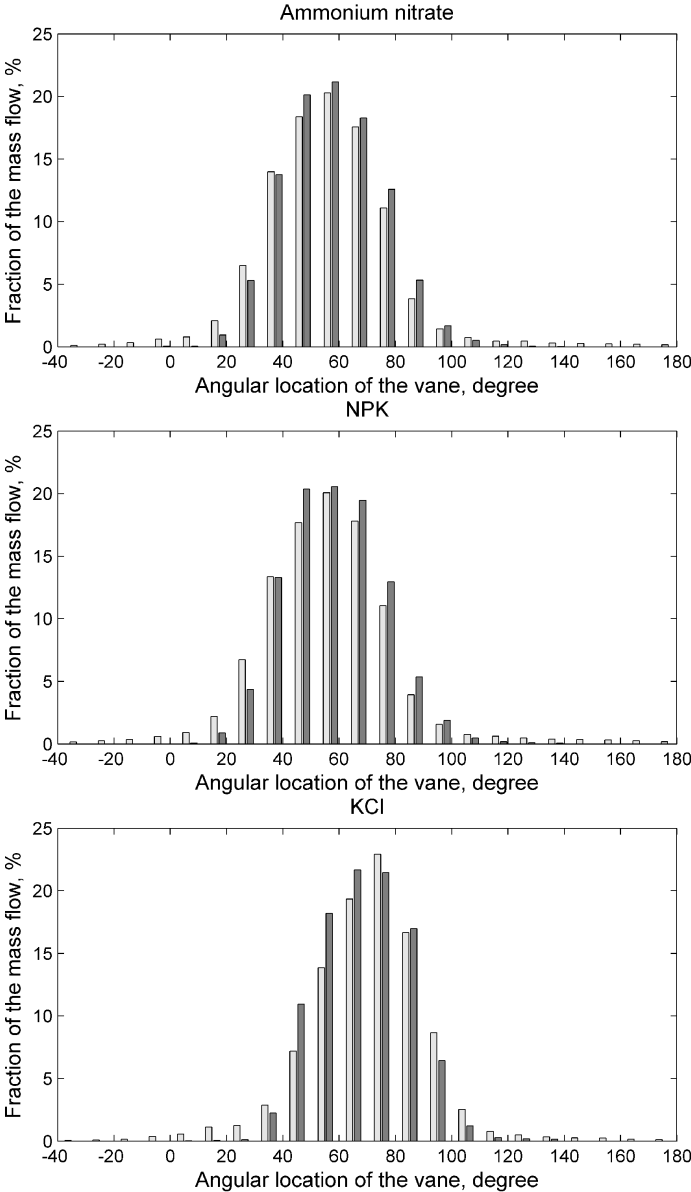 Ammonium nitrate
Fraction of the mass flow, %
25
20
15
10
5
0
-40 -20 0 20 40 60 80 100 120 140 160 180
Angular location of the vane, degree
NPK
Fraction of the mass flow, %
25
20
15
10
5
0
-40 -20 0 20 40 60 80 100 120 140 160 180
Angular location of the vane, degree
KCl
Fraction of the mass flow, %
25
20
15
10
5
0
-40 -20 0 20 40 60 80 100 120 140 160 180
Angular location of the vane, degree